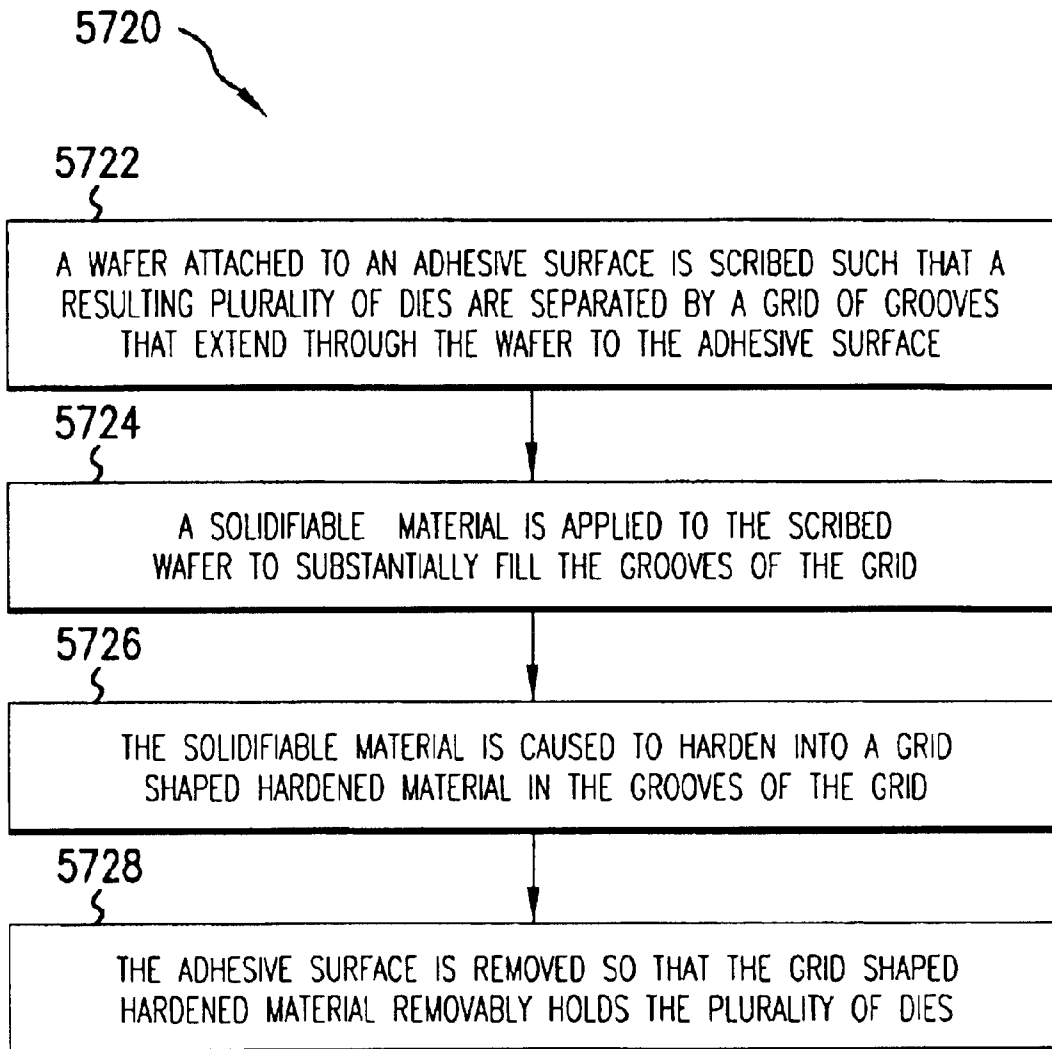 5720
5722
A WAFER ATTACHED TO AN ADHESIVE SURFACE IS SCRIBED SUCH THAT A
RESULTING PLURALITY OF DIES ARE SEPARATED BY A GRID OF GROOVES
THAT EXTEND THROUGH THE WAFER TO THE ADHESIVE SURFACE
5724
A SOLIDIFIABLE MATERIAL IS APPLIED TO THE SCRIBED
WAFER TO SUBSTANTIALLY FILL THE GROOVES OF THE GRID
5726
THE SOLIDIFIABLE MATERIAL IS CAUSED TO HARDEN INTO A GRID
SHAPED HARDENED MATERIAL IN THE GROOVES OF THE GRID
5728
THE ADHESIVE SURFACE IS REMOVED SO THAT THE GRID SHAPED
HARDENED MATERIAL REMOVABLY HOLDS THE PLURALITY OF DIES